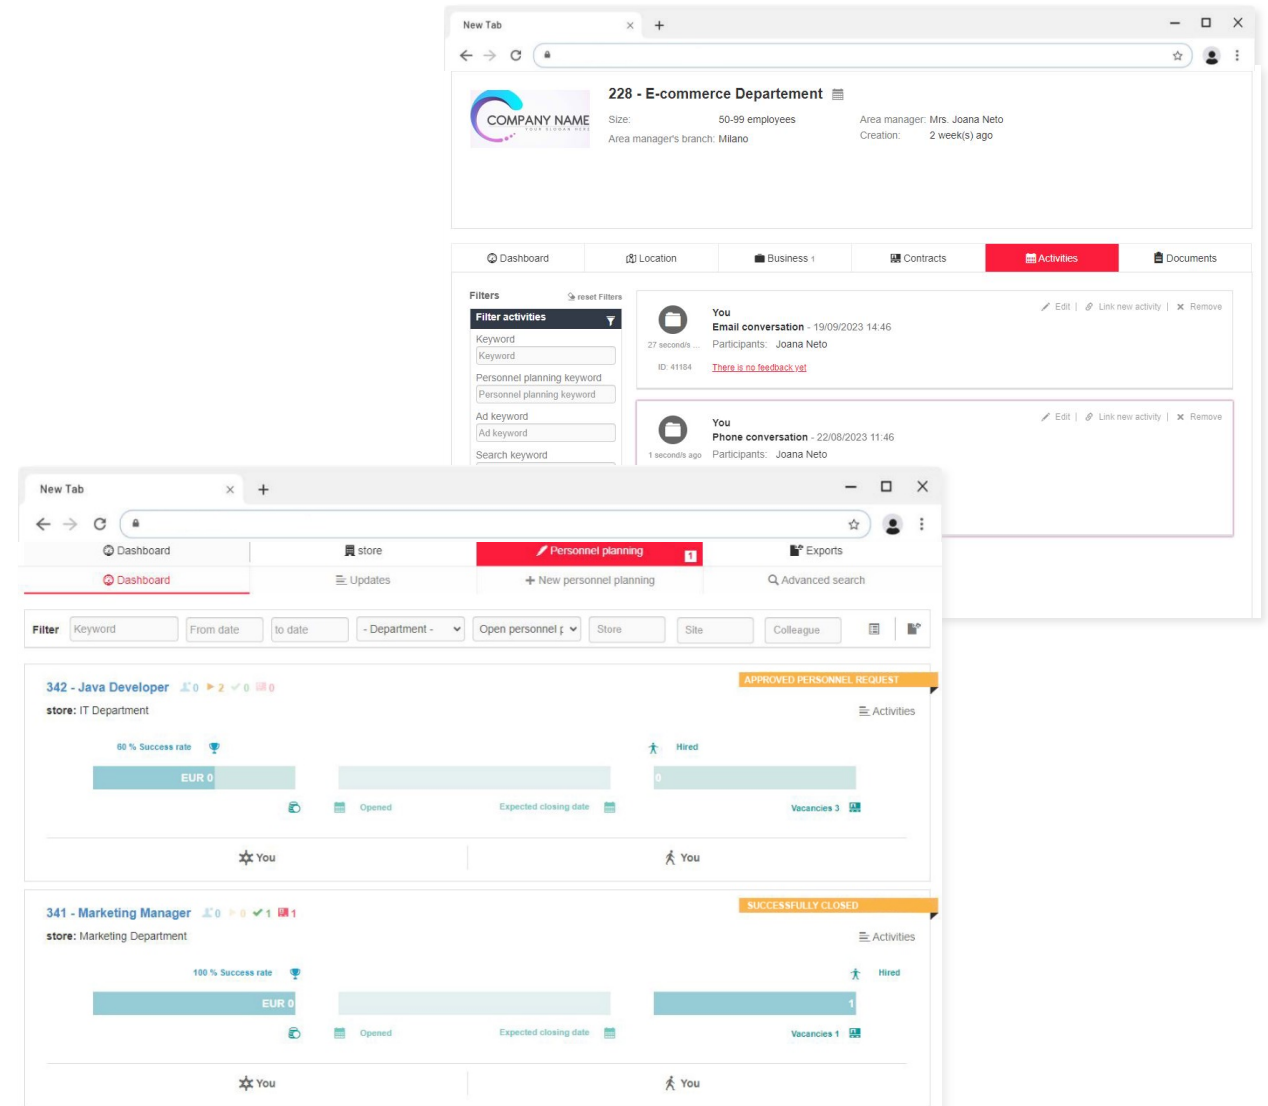 New Tab
228 - E-commerce Departement
COMPANY NAME
YOUR SLOGAN HERE
Size: 50-99 employees
Area manager: Mrs. Joana Neto
Area manager's branch: Milano
Creation: 2 week(s) ago
Dashboard Location Business 1 Contracts Activities Documents
Filters reset Filters
Filter activities
Keyword
Keyword
Personnel planning keyword
Personnel planning keyword
Ad keyword
Ad keyword
Search keyword
You
Edit | Link new activity | Remove
Email conversation - 19/09/2023 14:46
27 second/s ... Participants: Joana Neto
ID: 41184 There is no feedback yet
You
Edit | Link new activity | Remove
Phone conversation - 22/08/2023 11:46
1 second/s ago Participants: Joana Neto
New Tab
Dashboard store Personnel planning 1 Exports
Dashboard Updates + New personnel planning Advanced search
Filter Keyword From date to date - Department - Open personnel p Store Site Colleague
342 - Java Developer 0 2 0 0
APPROVED PERSONNEL REQUEST
store: IT Department
Activities
60 % Success rate Hired
EUR 0 0
Opened Expected closing date Vacancies 3
You You
341 - Marketing Manager 0 0 1 1
SUCCESSFULLY CLOSED
store: Marketing Department
Activities
100 % Success rate Hired
EUR 0 1
Opened Expected closing date Vacancies 1
You You